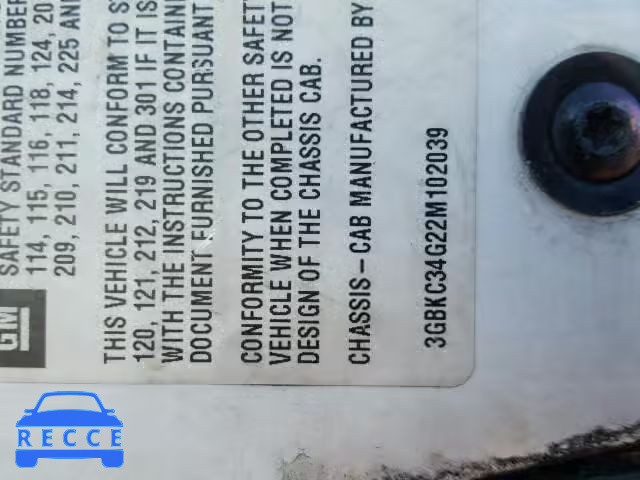 GM
SAFETY STANDARD NUMBER
114, 115, 116, 118, 124, 20
209, 210, 211, 214, 225 AN
THIS VEHICLE WILL CONFORM TO S
120, 121, 212, 219 AND 301 IF IT IS
WITH THE INSTRUCTIONS CONTAINE
DOCUMENT FURNISHED PURSUANT
CONFORMITY TO THE OTHER SAFET
VEHICLE WHEN COMPLETED IS NOT
DESIGN OF THE CHASSIS CAB.
CHASSIS-CAB MANUFACTURED BY
3GBKC34G22M102039
RECCE